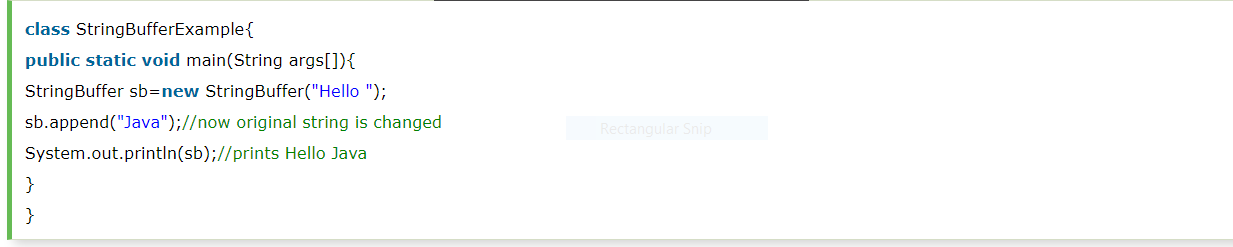 class StringBufferExample{
public static void main(String args[]){
StringBuffer sb=new StringBuffer("Hello ");
sb.append("Java");//now original string is changed
Rectangular Snip
System.out.println(sb);//prints Hello Java
}
}